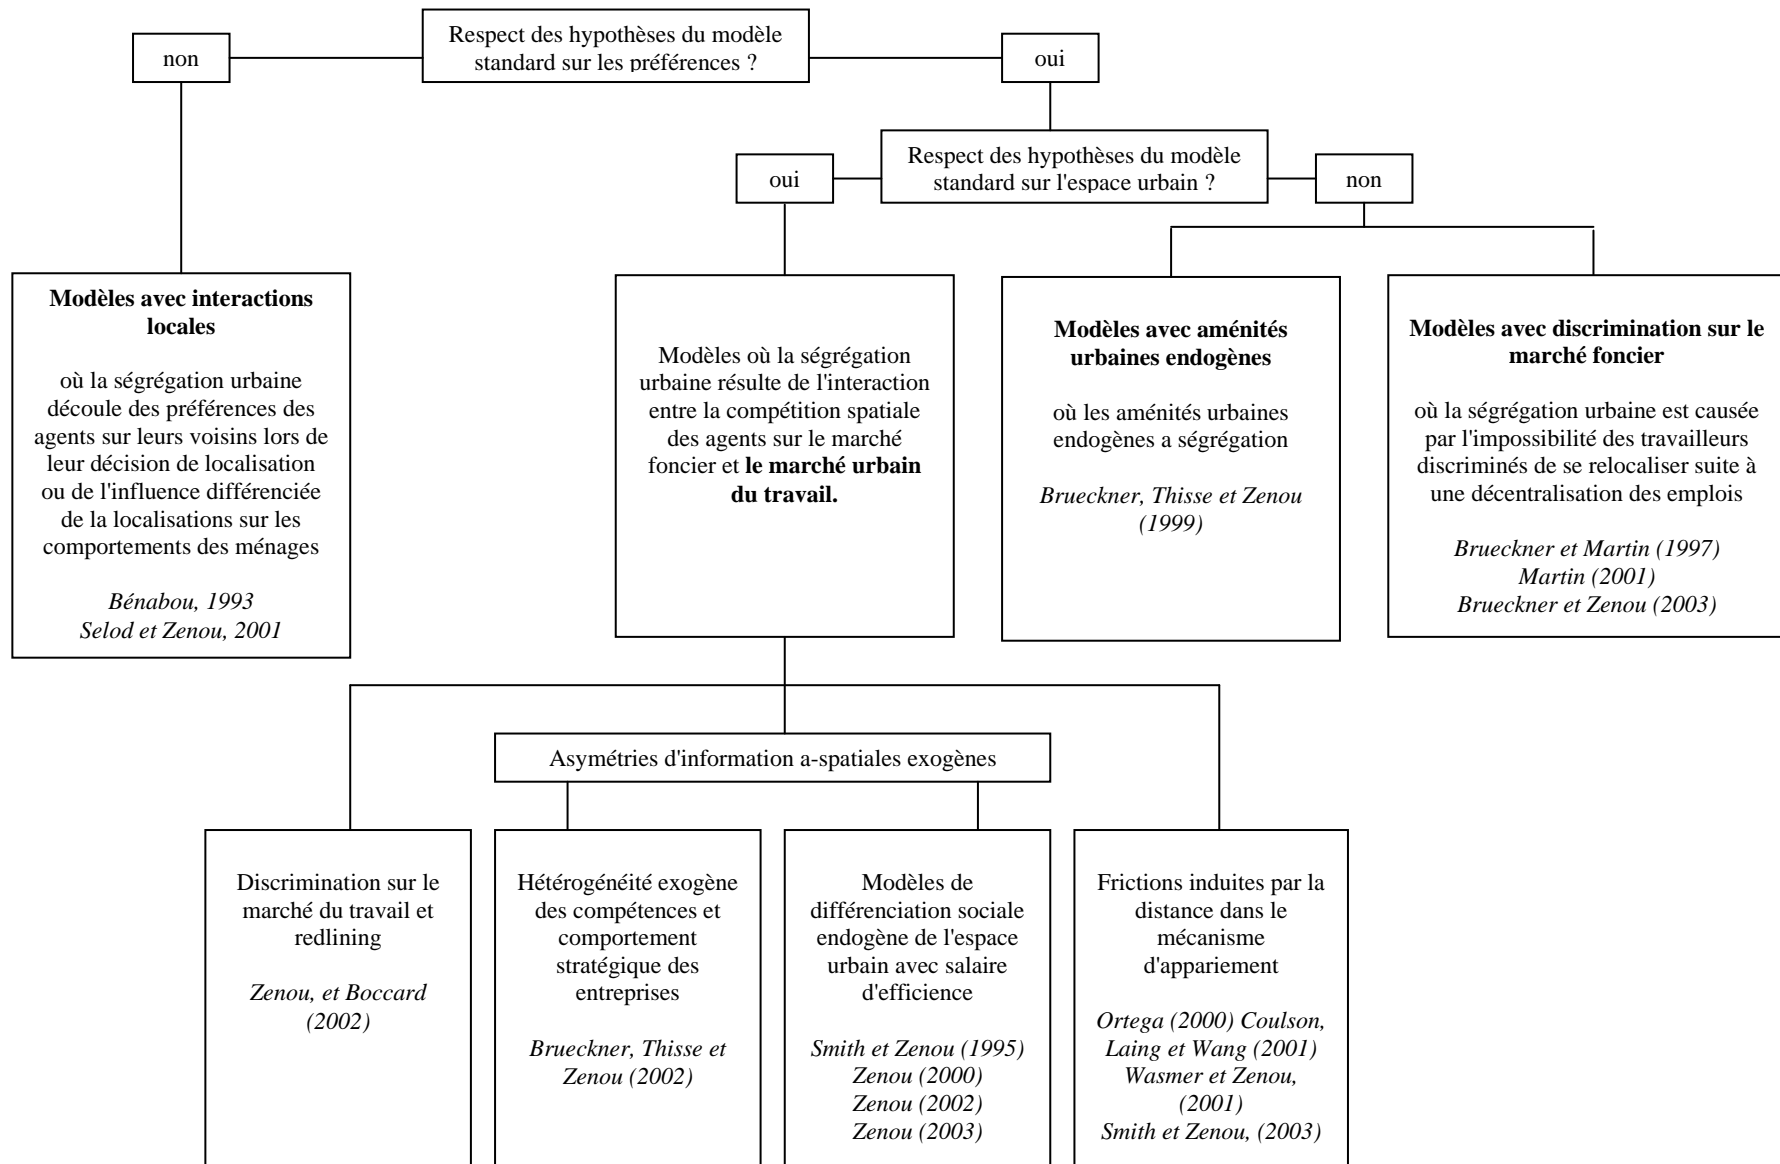 Respect des hypothèses du modèle
standard sur les préférences ?
non
oui
Respect des hypothèses du modèle
standard sur l'espace urbain ?
oui
non
Modèles avec interactions
locales
où la ségrégation urbaine
découle des préférences des
agents sur leurs voisins lors de
leur décision de localisation
ou de l'influence différenciée
de la localisations sur les
comportements des ménages
Bénabou, 1993
Selod et Zenou, 2001
Modèles où la ségrégation
urbaine résulte de l'interaction
entre la compétition spatiale
des agents sur le marché
foncier et le marché urbain
du travail.
Modèles avec aménités
urbaines endogènes
où les aménités urbaines
endogènes a ségrégation
Brueckner, Thisse et Zenou
(1999)
Modèles avec discrimination sur le
marché foncier
où la ségrégation urbaine est causée
par l'impossibilité des travailleurs
discriminés de se relocaliser suite à
une décentralisation des emplois
Brueckner et Martin (1997)
Martin (2001)
Brueckner et Zenou (2003)
Asymétries d'information a-spatiales exogènes
Discrimination sur le
marché du travail et
redlining
Zenou, et Boccard
(2002)
Hétérogénéité exogène
des compétences et
comportement
stratégique des
entreprises
Brueckner, Thisse et
Zenou (2002)
Modèles de
différenciation sociale
endogène de l'espace
urbain avec salaire
d'efficience
Smith et Zenou (1995)
Zenou (2000)
Zenou (2002)
Zenou (2003)
Frictions induites par la
distance dans le
mécanisme
d'appariement
Ortega (2000) Coulson,
Laing et Wang (2001)
Wasmer et Zenou,
(2001)
Smith et Zenou, (2003)